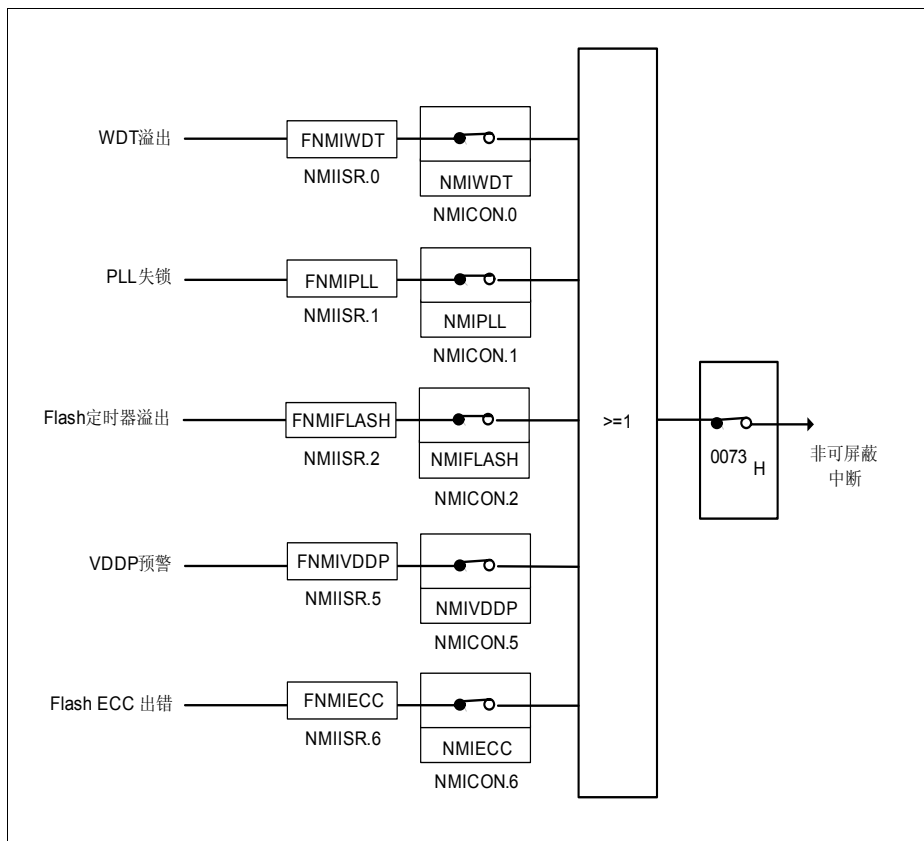 WDT溢出
FNMIWDT
NMIISR.0
NMIWDT
NMICON.0
PLL失锁
FNMIPLL
NMIISR.1
NMIPLL
NMICON.1
Flash定时器溢出
FNMIFLASH
NMIISR.2
NMIFLASH
NMICON.2
VDDP预警
FNMIVDDP
NMIISR.5
NMIVDDP
NMICON.5
Flash ECC 出错
FNMIECC
NMIISR.6
NMIECC
NMICON.6
>=1
0073 H
非可屏蔽
中断